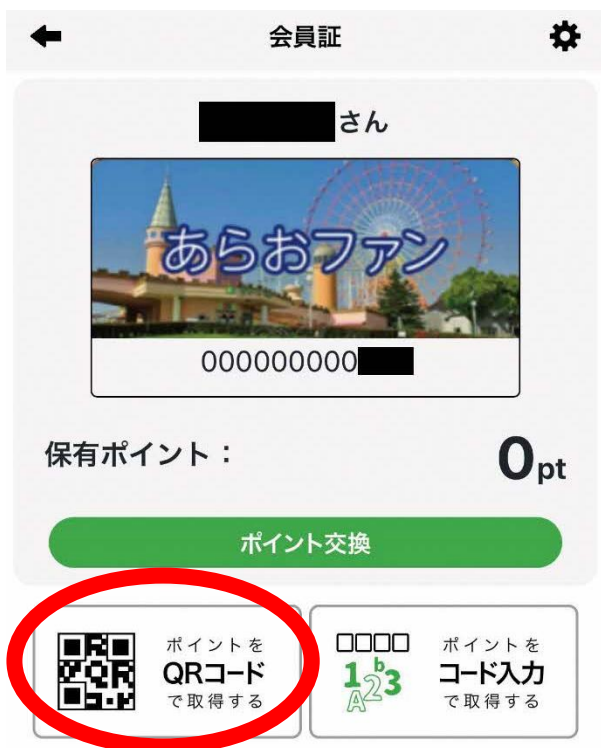 会員証
さん
あらおファン
000000000
保有ポイント：
0pt
ポイント交換
ポイントを
QRコード
で取得する
1b3
A2
ポイントを
コード入力
で取得する